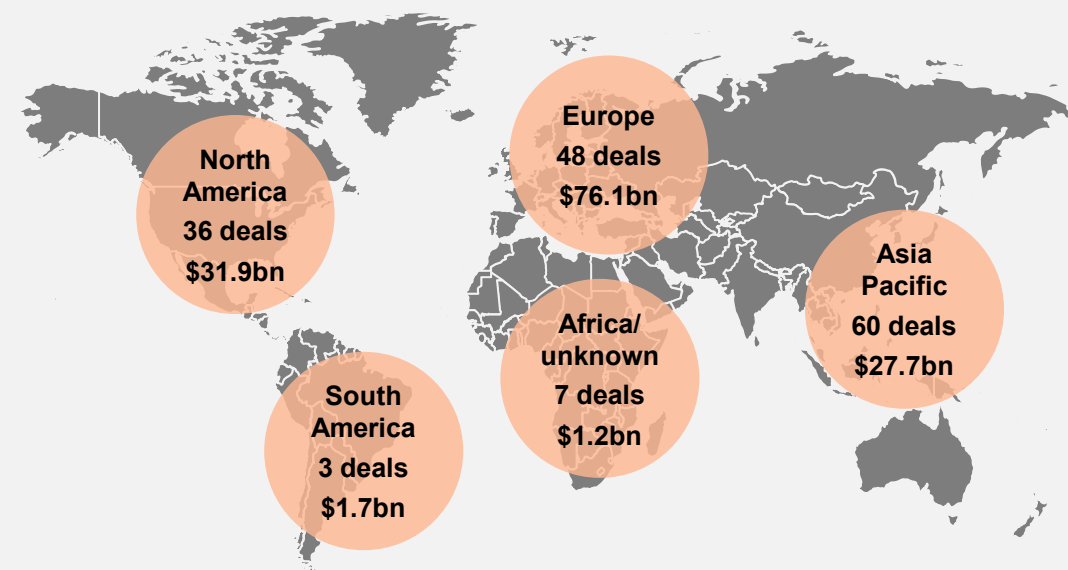 North
America
36 deals
$31.9bn
Europe
48 deals
$76.1bn
Asia
Pacific
60 deals
$27.7bn
Africa/
unknown
7 deals
$1.2bn
South
America
3 deals
$1.7bn